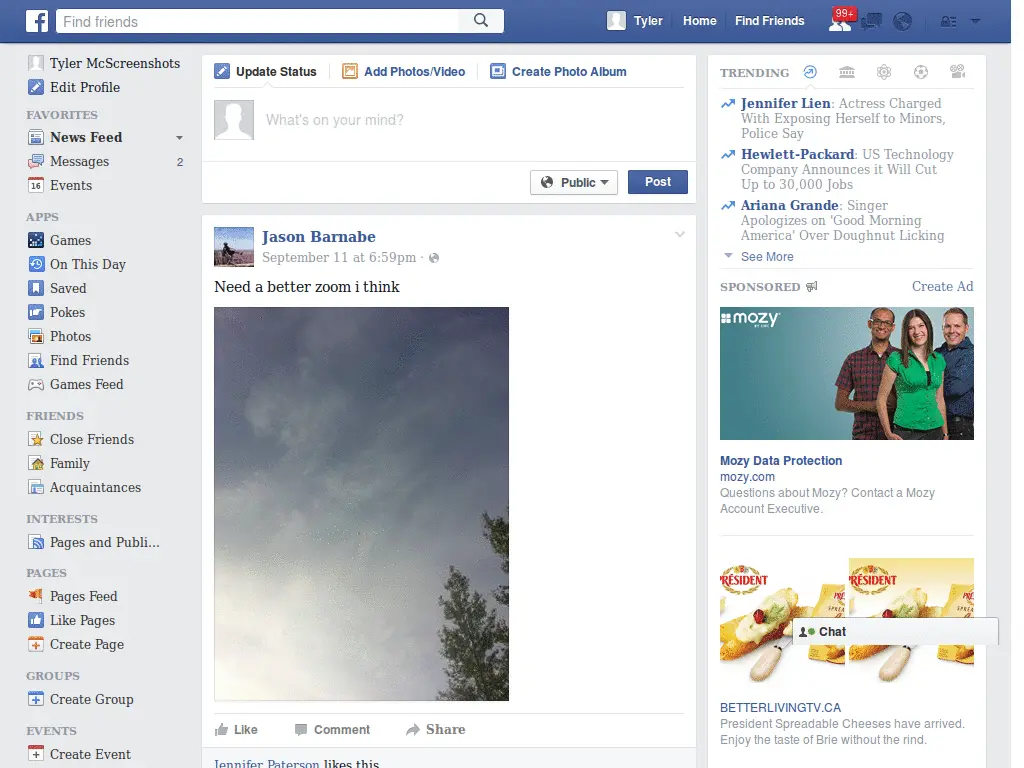 Find friends
Tyler
Home
Find Friends
99+
Tyler McScreenshots
Edit Profile
FAVORITES
News Feed
Messages 2
16 Events
APPS
Games
On This Day
Saved
Pokes
Photos
Find Friends
Games Feed
FRIENDS
Close Friends
Family
Acquaintances
INTERESTS
Pages and Publi...
PAGES
Pages Feed
Like Pages
Create Page
GROUPS
Create Group
EVENTS
Create Event
Update Status
Add Photos/Video
Create Photo Album
What's on your mind?
Public
Post
Jason Barnabe
September 11 at 6:59pm ·
Need a better zoom i think
Like
Comment
Share
Jennifer Paterson likes this.
TRENDING
Jennifer Lien: Actress Charged
With Exposing Herself to Minors,
Police Say
Hewlett-Packard: US Technology
Company Announces it Will Cut
Up to 30,000 Jobs
Ariana Grande: Singer
Apologizes on 'Good Morning
America' Over Doughnut Licking
See More
SPONSORED
Create Ad
mozy
BY EMC
Mozy Data Protection
mozy.com
Questions about Mozy? Contact a Mozy
Account Executive.
PRÉSIDENT
PRÉSIDENT
Chat
BETTERLIVINGTV.CA
President Spreadable Cheeses have arrived.
Enjoy the taste of Brie without the rind.